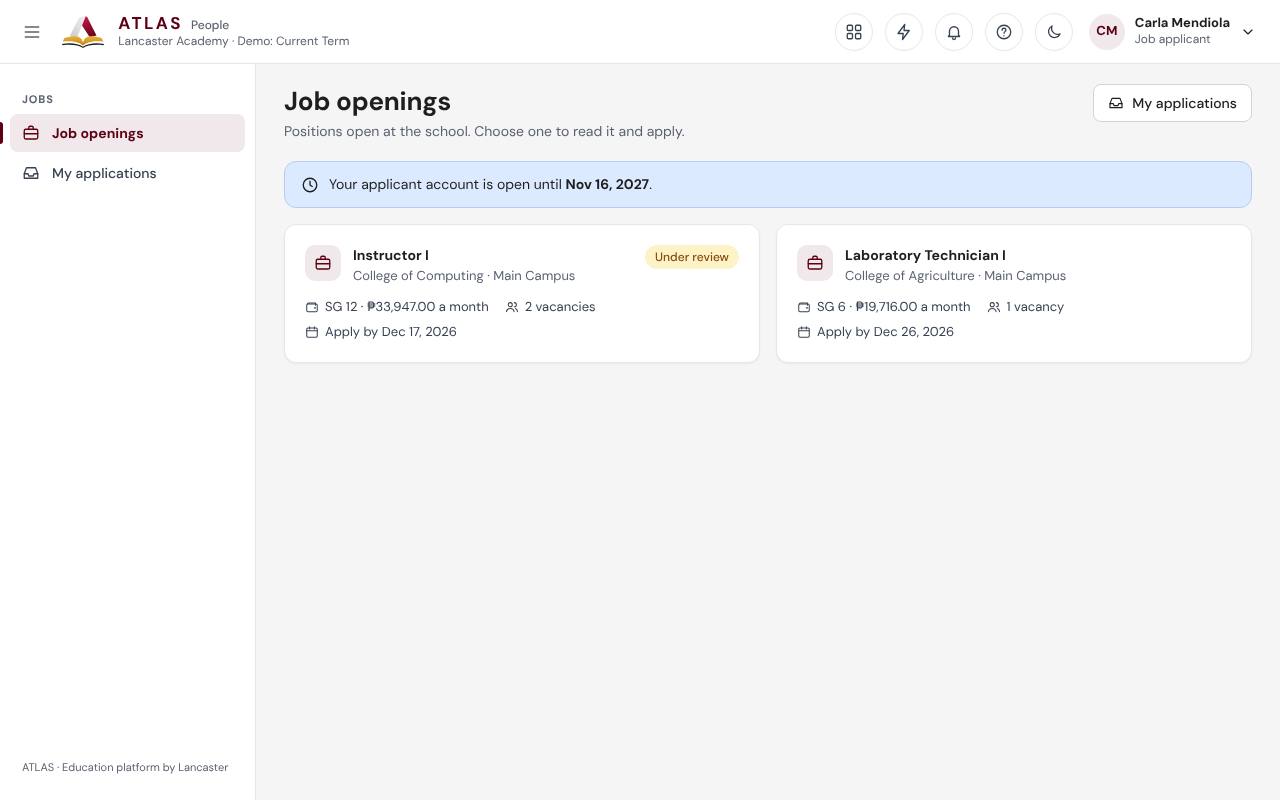 ATLAS People
Lancaster Academy · Demo: Current Term
CM
Carla Mendiola
Job applicant
JOBS
Job openings
My applications
Job openings
Positions open at the school. Choose one to read it and apply.
My applications
Your applicant account is open until Nov 16, 2027.
Instructor I
Under review
College of Computing · Main Campus
SG 12 · ₱33,947.00 a month
2 vacancies
Apply by Dec 17, 2026
Laboratory Technician I
College of Agriculture · Main Campus
SG 6 · ₱19,716.00 a month
1 vacancy
Apply by Dec 26, 2026
ATLAS · Education platform by Lancaster